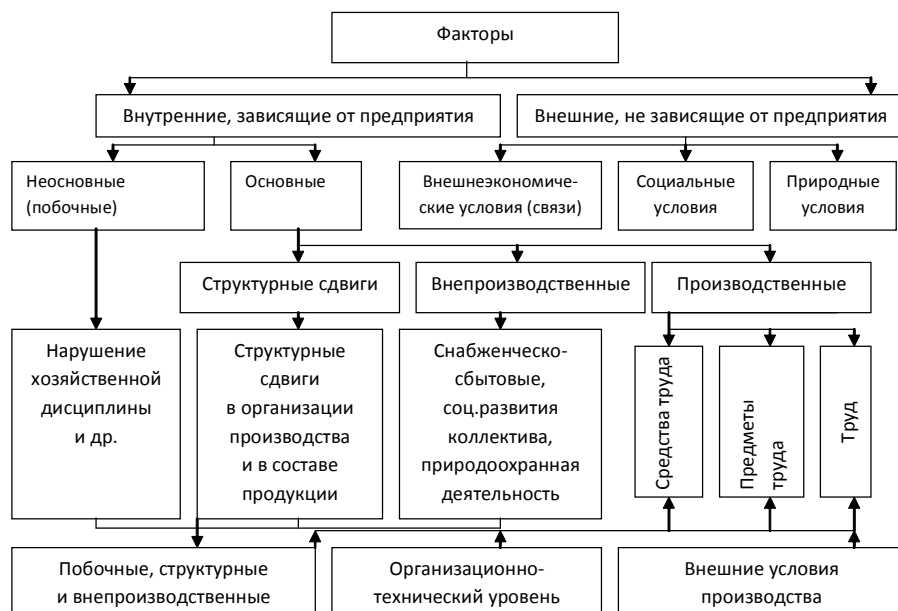 Факторы
Внутренние, зависящие от предприятия
Внешние, не зависящие от предприятия
Неосновные
(побочные)
Основные
Внешнеэкономиче-
ские условия (связи)
Социальные
условия
Природные
условия
Структурные сдвиги
Внепроизводственные
Производственные
Нарушение
хозяйственной
дисциплины
и др.
Структурные
сдвиги
в организации
производства
и в составе
продукции
Снабженческо-
сбытовые,
соц.развития
коллектива,
природоохранная
деятельность
Средства труда
Предметы
труда
Труд
Побочные, структурные
и внепроизводственные
Организационно-
технический уровень
Внешние условия
производства